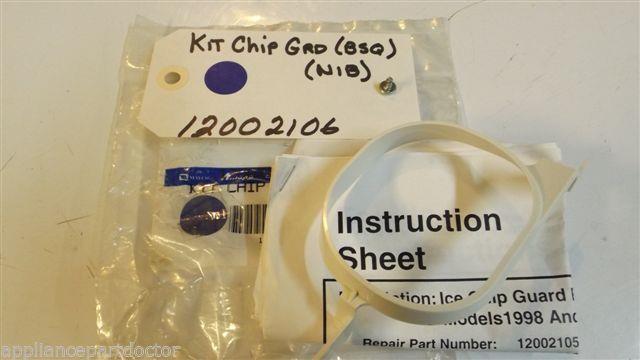 KIT Chip GRD (BSQ)
(NIB)
12002106
KIT CHIP
Instruction
Sheet
Ice Chip Guard
Models1998 And
Repair Part Number: 12002105
© appliancepartdoctor